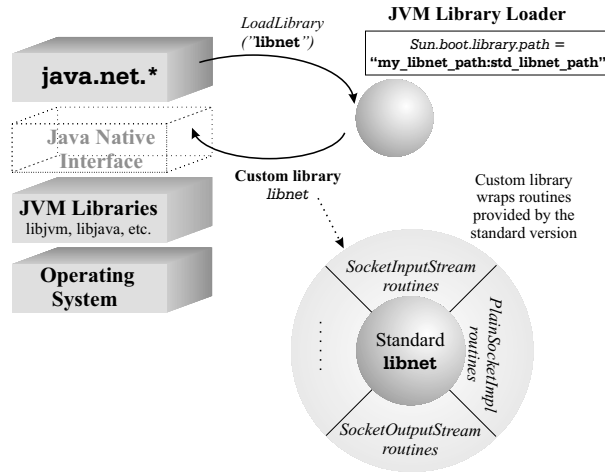 LoadLibrary
("libnet")
JVM Library Loader
Sun.boot.library.path =
“my_libnet_path:std_libnet_path”
java.net.*
Java Native
Interface
Custom library
libnet
JVM Libraries
libjvm, libjava, etc.
Custom library
wraps routines
provided by the
standard version
Operating
System
SocketInputStream
routines
PlainSocketImpl
routines
Standard
libnet
SocketOutputStream
routines